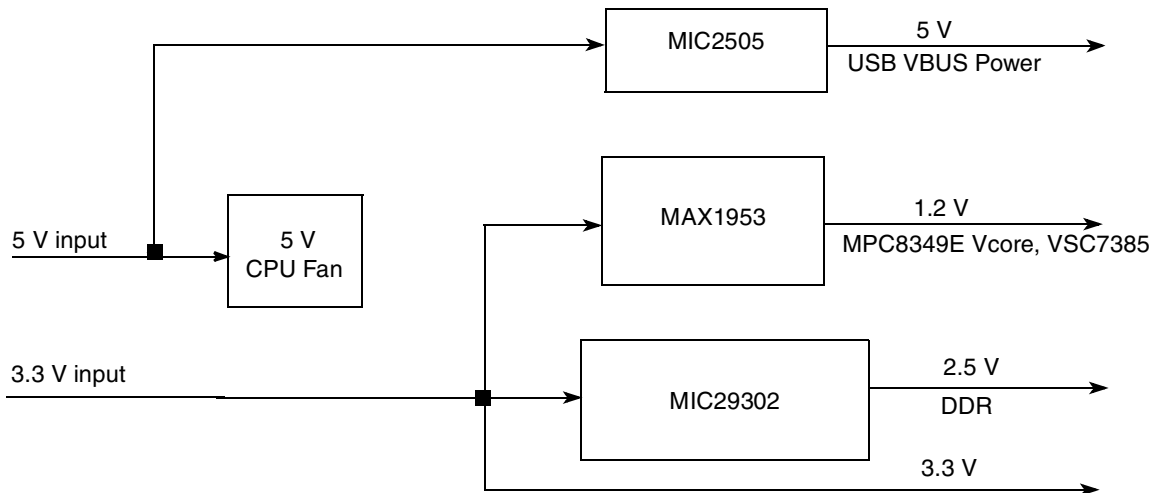 MIC2505
5 V
USB VBUS Power
5 V input
5 V
CPU Fan
MAX1953
1.2 V
MPC8349E Vcore, VSC7385
3.3 V input
MIC29302
2.5 V
DDR
3.3 V